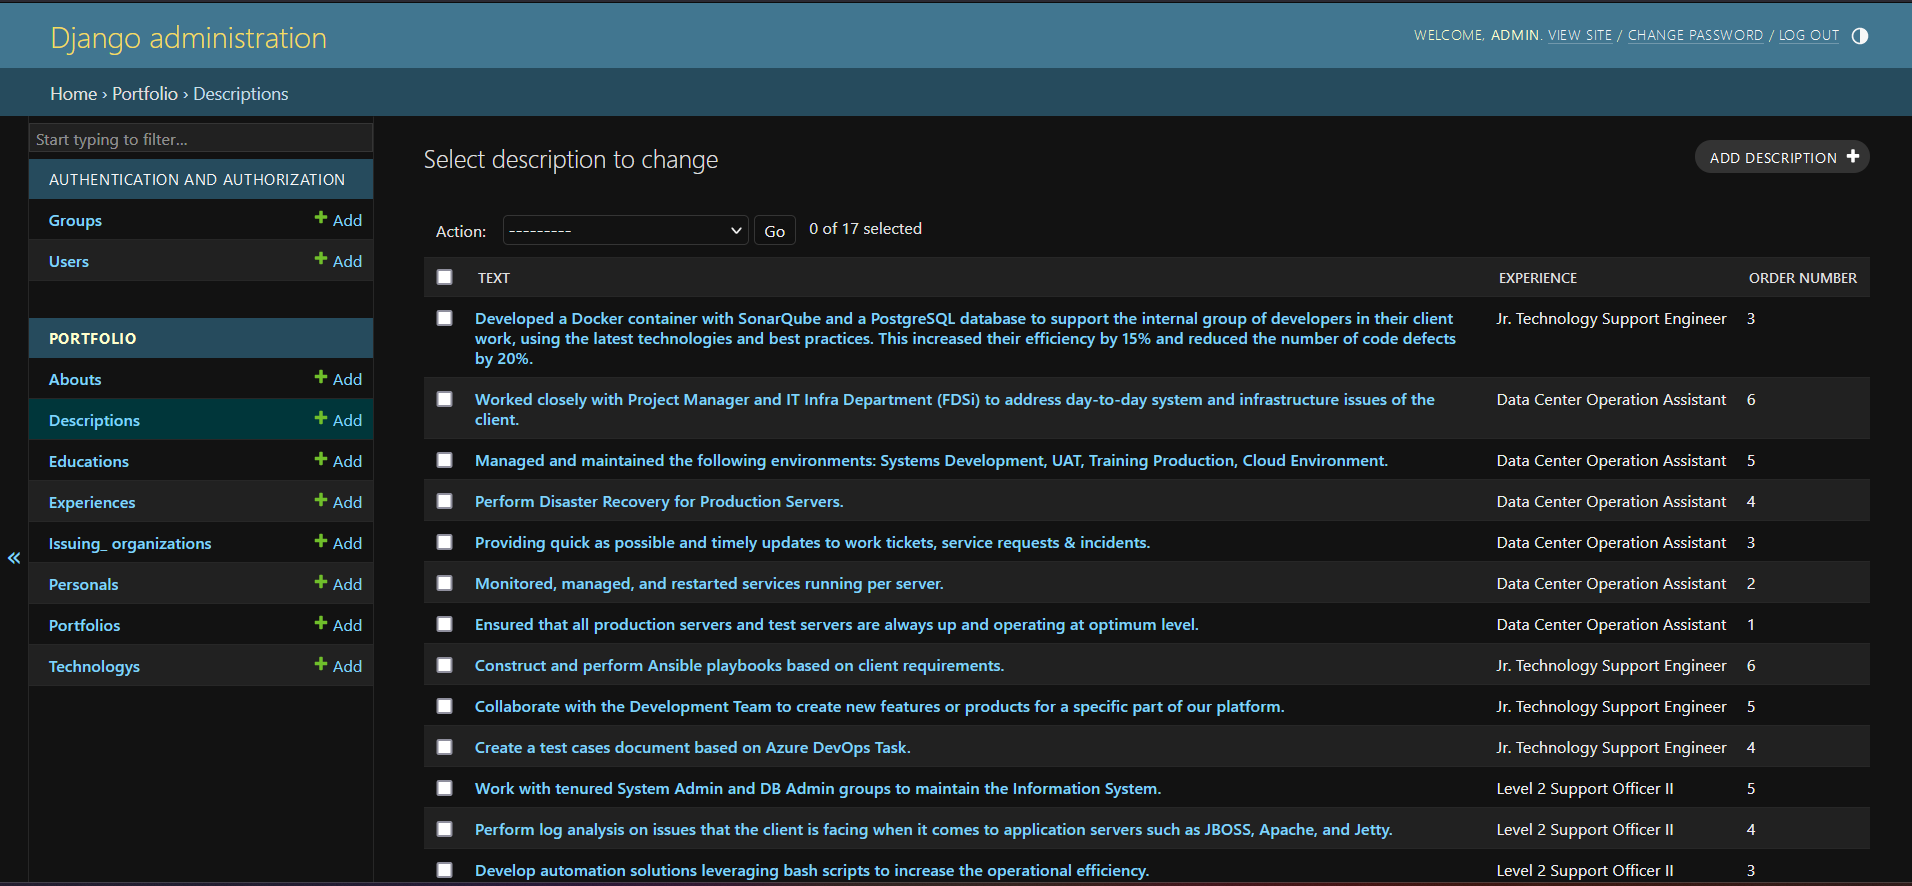 Django administration
WELCOME, ADMIN. VIEW SITE / CHANGE PASSWORD / LOG OUT
Home › Portfolio › Descriptions
Start typing to filter...
AUTHENTICATION AND AUTHORIZATION
Groups + Add
Users + Add
PORTFOLIO
Abouts + Add
Descriptions + Add
Educations + Add
Experiences + Add
Issuing_ organizations + Add
Personals + Add
Portfolios + Add
Technologys + Add
«
Select description to change
ADD DESCRIPTION +
Action: --------- Go 0 of 17 selected
TEXT EXPERIENCE ORDER NUMBER
Developed a Docker container with SonarQube and a PostgreSQL database to support the internal group of developers in their client Jr. Technology Support Engineer 3
work, using the latest technologies and best practices. This increased their efficiency by 15% and reduced the number of code defects
by 20%.
Worked closely with Project Manager and IT Infra Department (FDSi) to address day-to-day system and infrastructure issues of the Data Center Operation Assistant 6
client.
Managed and maintained the following environments: Systems Development, UAT, Training Production, Cloud Environment. Data Center Operation Assistant 5
Perform Disaster Recovery for Production Servers. Data Center Operation Assistant 4
Providing quick as possible and timely updates to work tickets, service requests & incidents. Data Center Operation Assistant 3
Monitored, managed, and restarted services running per server. Data Center Operation Assistant 2
Ensured that all production servers and test servers are always up and operating at optimum level. Data Center Operation Assistant 1
Construct and perform Ansible playbooks based on client requirements. Jr. Technology Support Engineer 6
Collaborate with the Development Team to create new features or products for a specific part of our platform. Jr. Technology Support Engineer 5
Create a test cases document based on Azure DevOps Task. Jr. Technology Support Engineer 4
Work with tenured System Admin and DB Admin groups to maintain the Information System. Level 2 Support Officer II 5
Perform log analysis on issues that the client is facing when it comes to application servers such as JBOSS, Apache, and Jetty. Level 2 Support Officer II 4
Develop automation solutions leveraging bash scripts to increase the operational efficiency. Level 2 Support Officer II 3